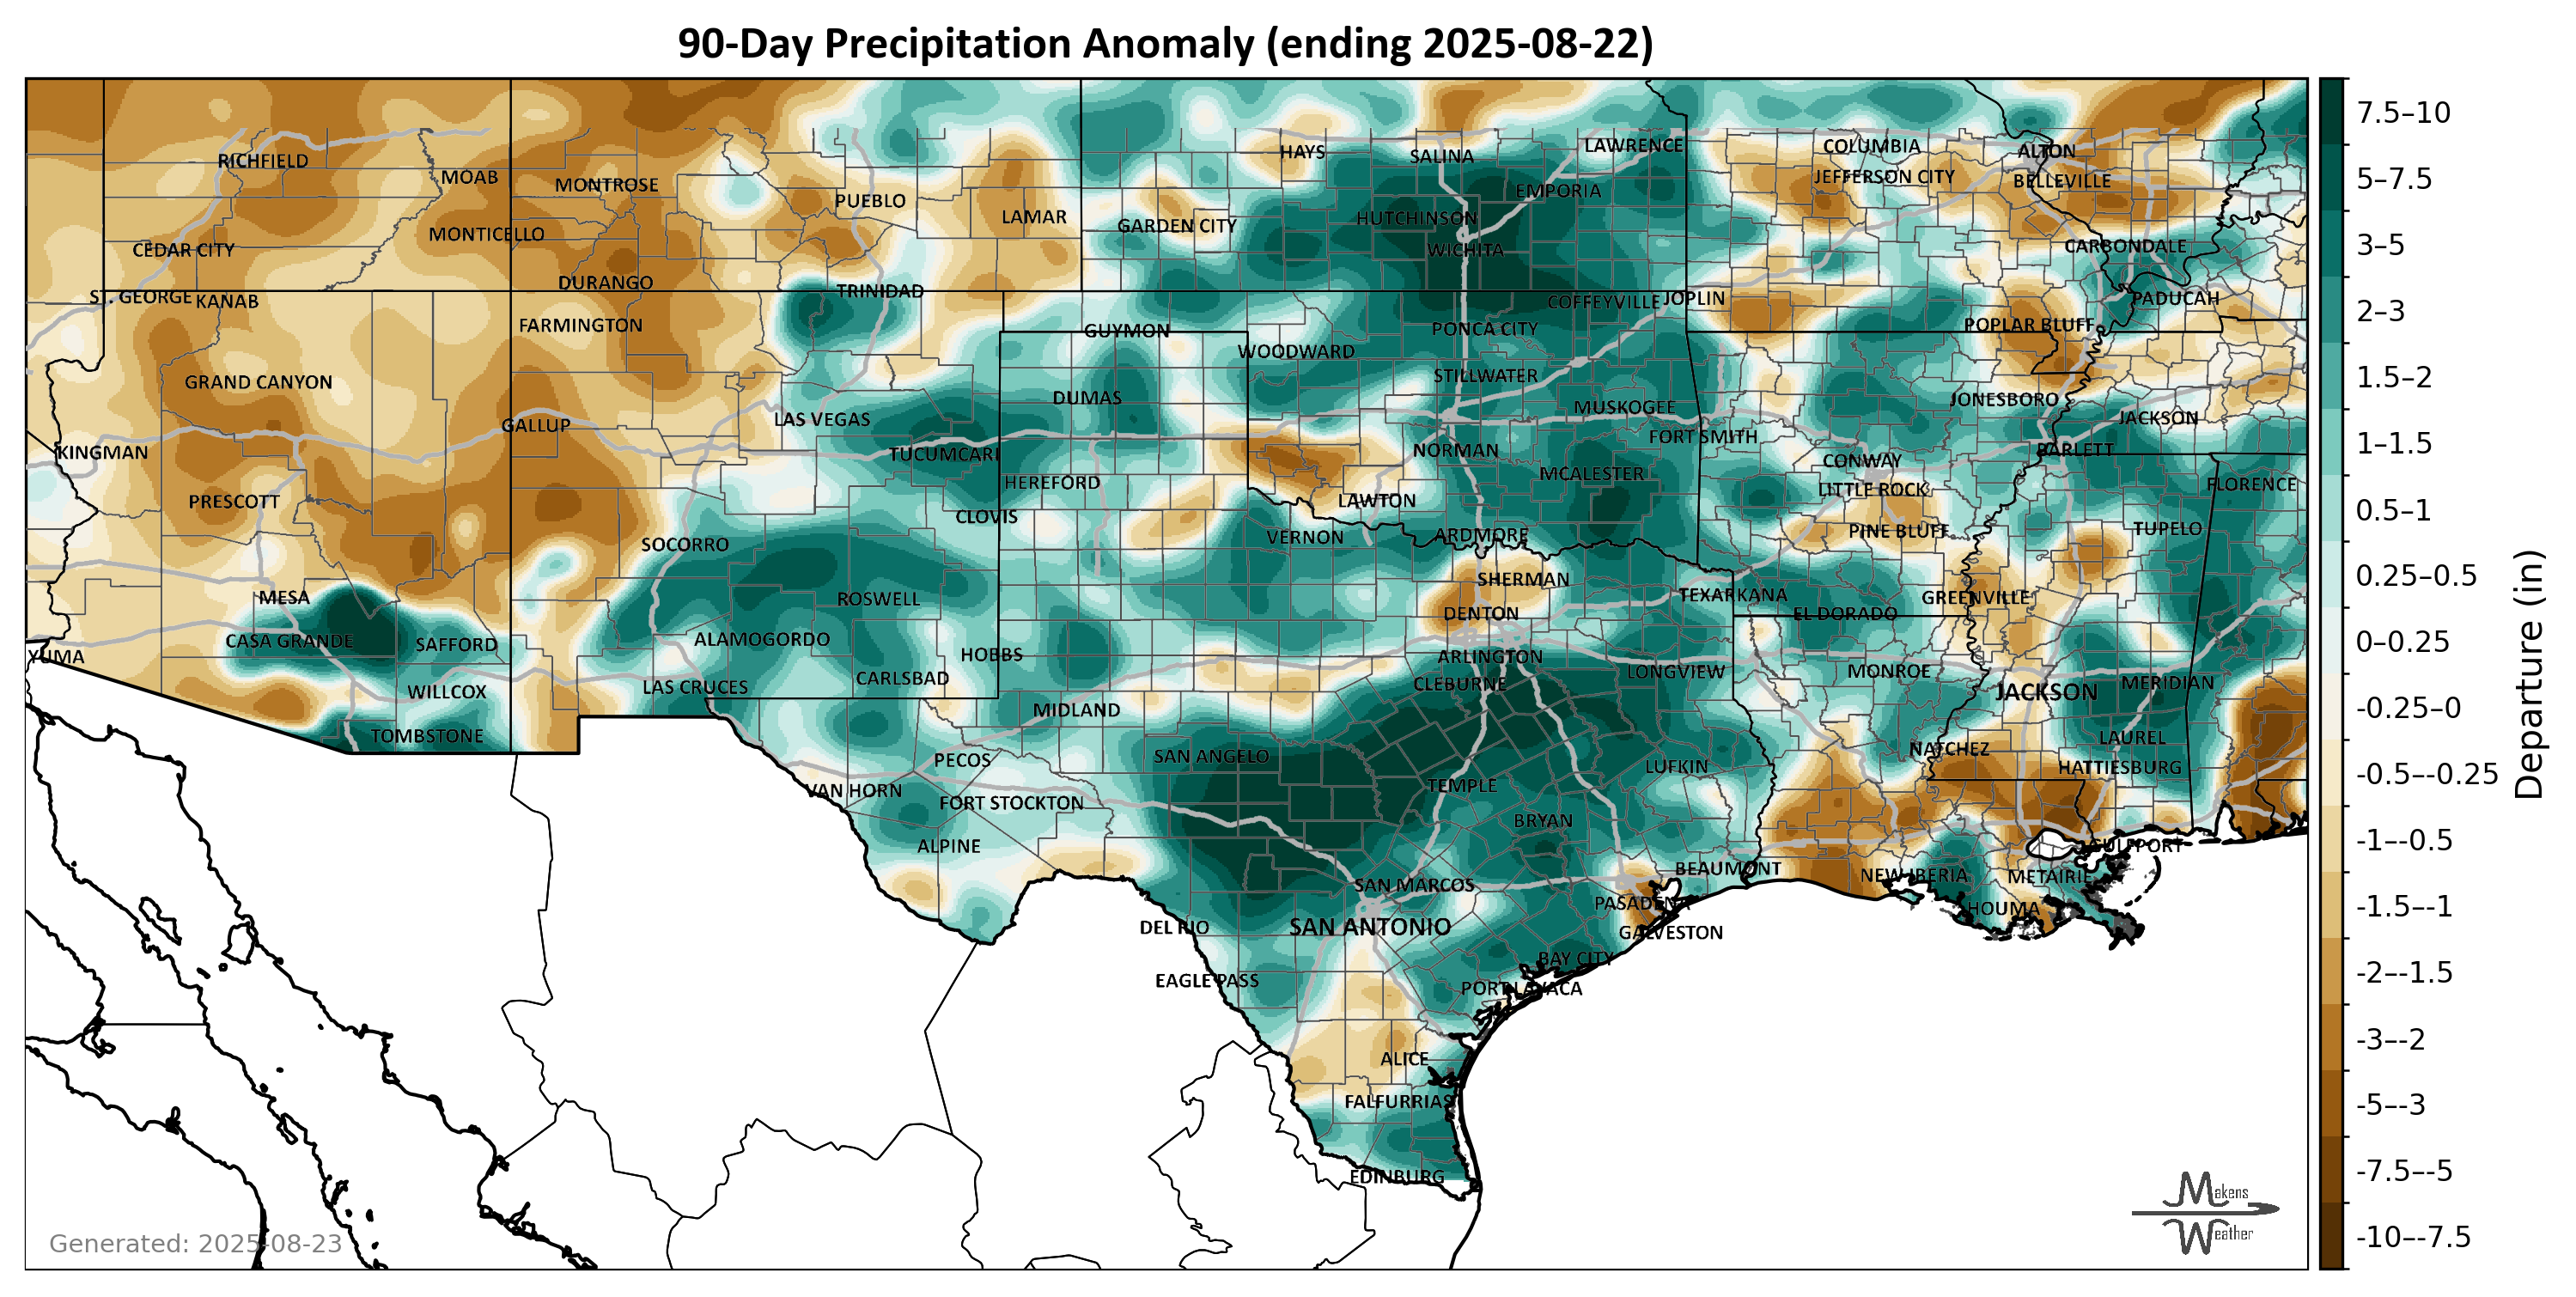 90-Day Precipitation Anomaly (ending 2025-08-22)
RICHFIELD
MOAB
MONTROSE
PUEBLO
LAMAR
HAYS
SALINA
LAWRENCE
COLUMBIA
ALTON
JEFFERSON CITY
BELLEVILLE
EMPORIA
GARDEN CITY
HUTCHINSON
WICHITA
CEDAR CITY
MONTICELLO
CARBONDALE
DURANGO
TRINIDAD
ST. GEORGE
KANAB
COFFEYVILLE
JOPLIN
PADUCAH
FARMINGTON
GUYMON
PONCA CITY
POPLAR BLUFF
WOODWARD
GRAND CANYON
STILLWATER
DUMAS
MUSKOGEE
JONESBORO
LAS VEGAS
JACKSON
GALLUP
KINGMAN
TUCUMCARI
NORMAN
FORT SMITH
BARLETT
CONWAY
MCALESTER
HEREFORD
LITTLE ROCK
FLORENCE
PRESCOTT
LAWTON
CLOVIS
PINE BLUFF
TUPELO
SOCORRO
VERNON
ARDMORE
SHERMAN
MESA
ROSWELL
TEXARKANA
GREENVILLE
DENTON
EL DORADO
CASA GRANDE
SAFFORD
ALAMOGORDO
YUMA
HOBBS
ARLINGTON
LONGVIEW
MONROE
CARLSBAD
CLEBURNE
MERIDIAN
WILLCOX
LAS CRUCES
JACKSON
MIDLAND
TOMBSTONE
LAUREL
SAN ANGELO
NATCHEZ
PECOS
LUFKIN
HATTIESBURG
VAN HORN
TEMPLE
FORT STOCKTON
BRYAN
ALPINE
GULFPORT
BEAUMONT
NEW IBERIA
METAIRIE
SAN MARCOS
PASADENA
HOUMA
DEL RIO
SAN ANTONIO
GALVESTON
BAY CITY
EAGLE PASS
PORT LAVACA
ALICE
FALFURRIAS
EDINBURG
Generated: 2025-08-23
Makens
Weather
7.5–10
5–7.5
3–5
2–3
1.5–2
1–1.5
0.5–1
0.25–0.5
0–0.25
-0.25–0
-0.5–-0.25
-1–-0.5
-1.5–-1
-2–-1.5
-3–-2
-5–-3
-7.5–-5
-10–-7.5
Departure (in)